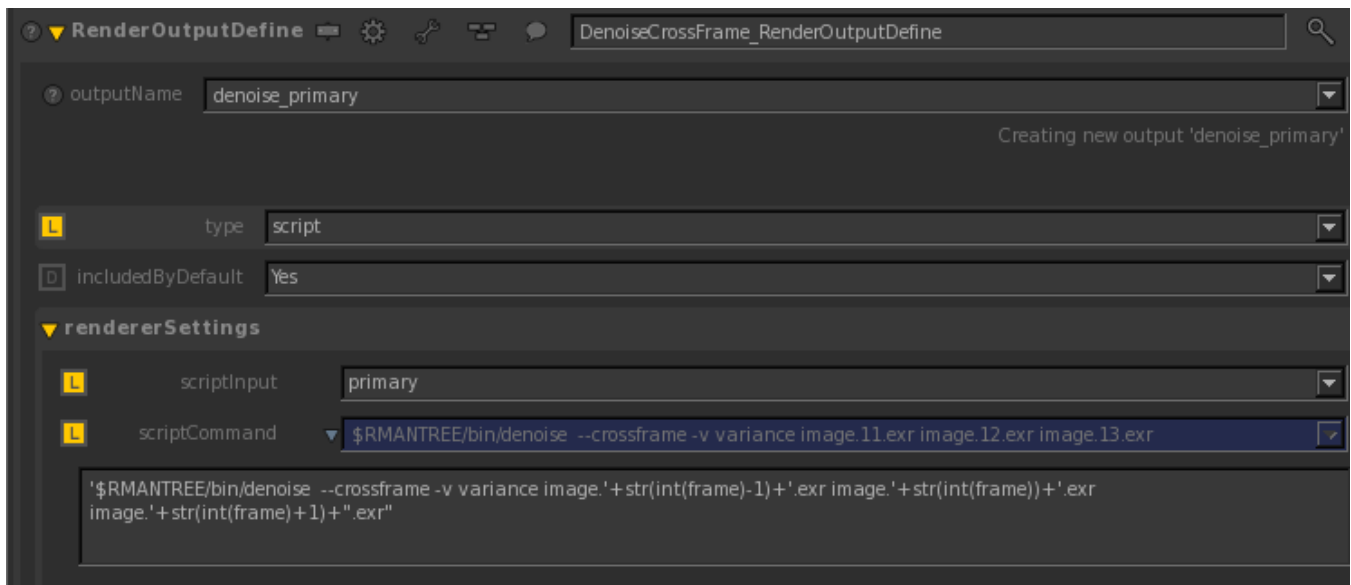 RenderOutputDefine DenoiseCrossFrame_RenderOutputDefine
outputName denoise_primary
Creating new output 'denoise_primary'
L type script
D includedByDefault Yes
rendererSettings
L scriptInput primary
L scriptCommand $RMANTREE/bin/denoise  --crossframe -v variance image.11.exr image.12.exr image.13.exr
'$RMANTREE/bin/denoise  --crossframe -v variance image.'+str(int(frame)-1)+'.exr image.'+str(int(frame))+'.exr
image.'+str(int(frame)+1)+".exr"